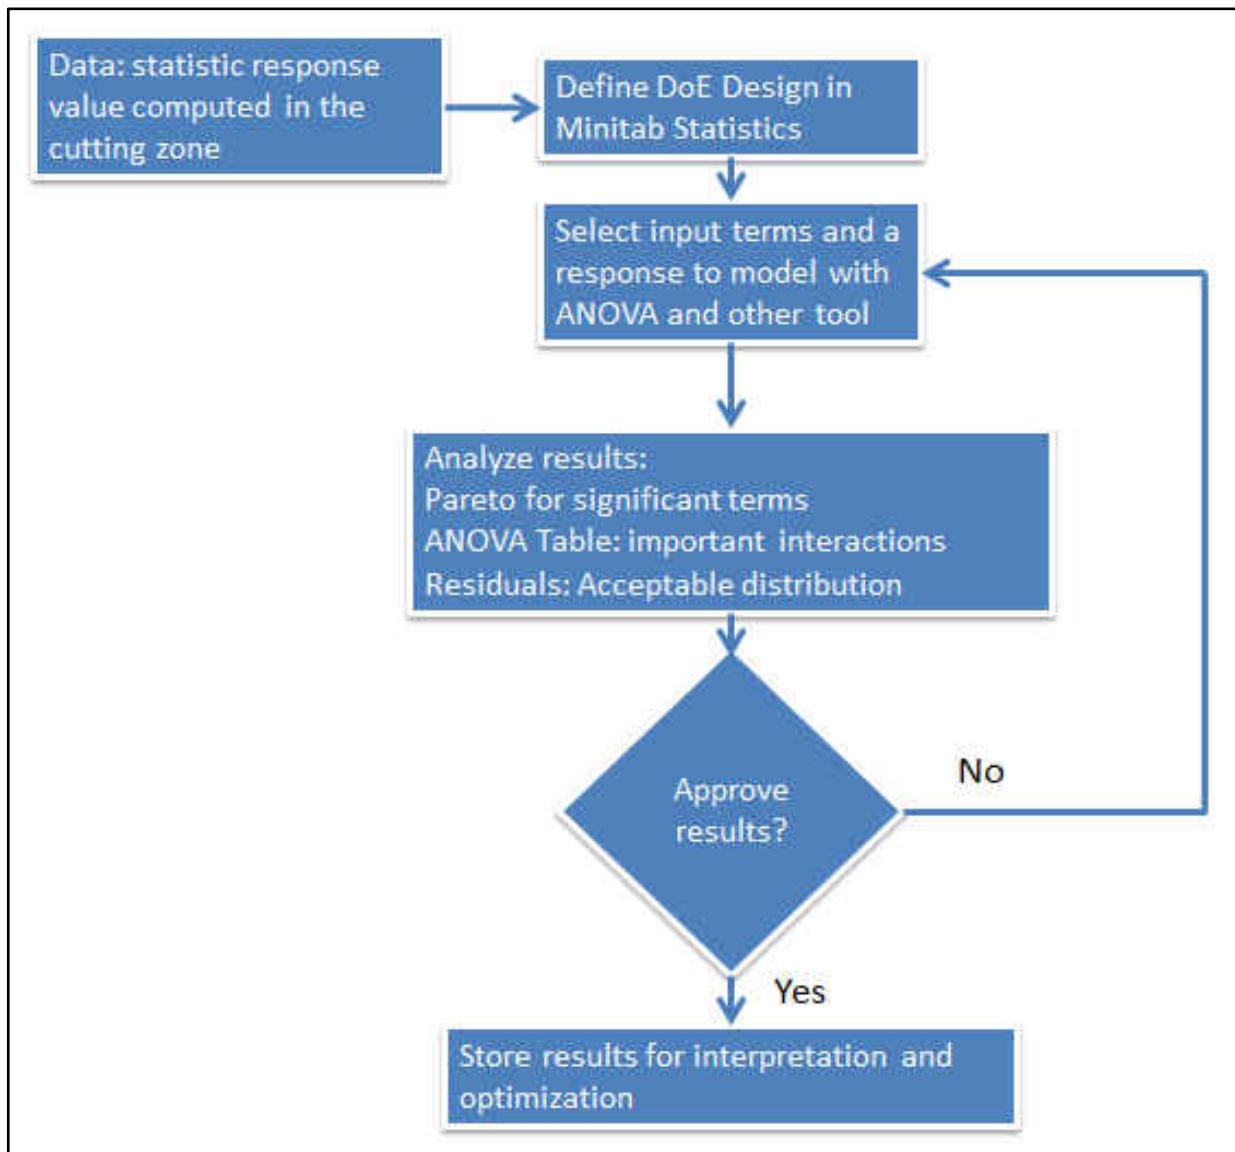 Data: statistic response
value computed in the
cutting zone
Define DoE Design in
Minitab Statistics
Select input terms and a
response to model with
ANOVA and other tool
Analyze results:
Pareto for significant terms
ANOVA Table: important interactions
Residuals: Acceptable distribution
Approve
results?
No
Yes
Store results for interpretation and
optimization